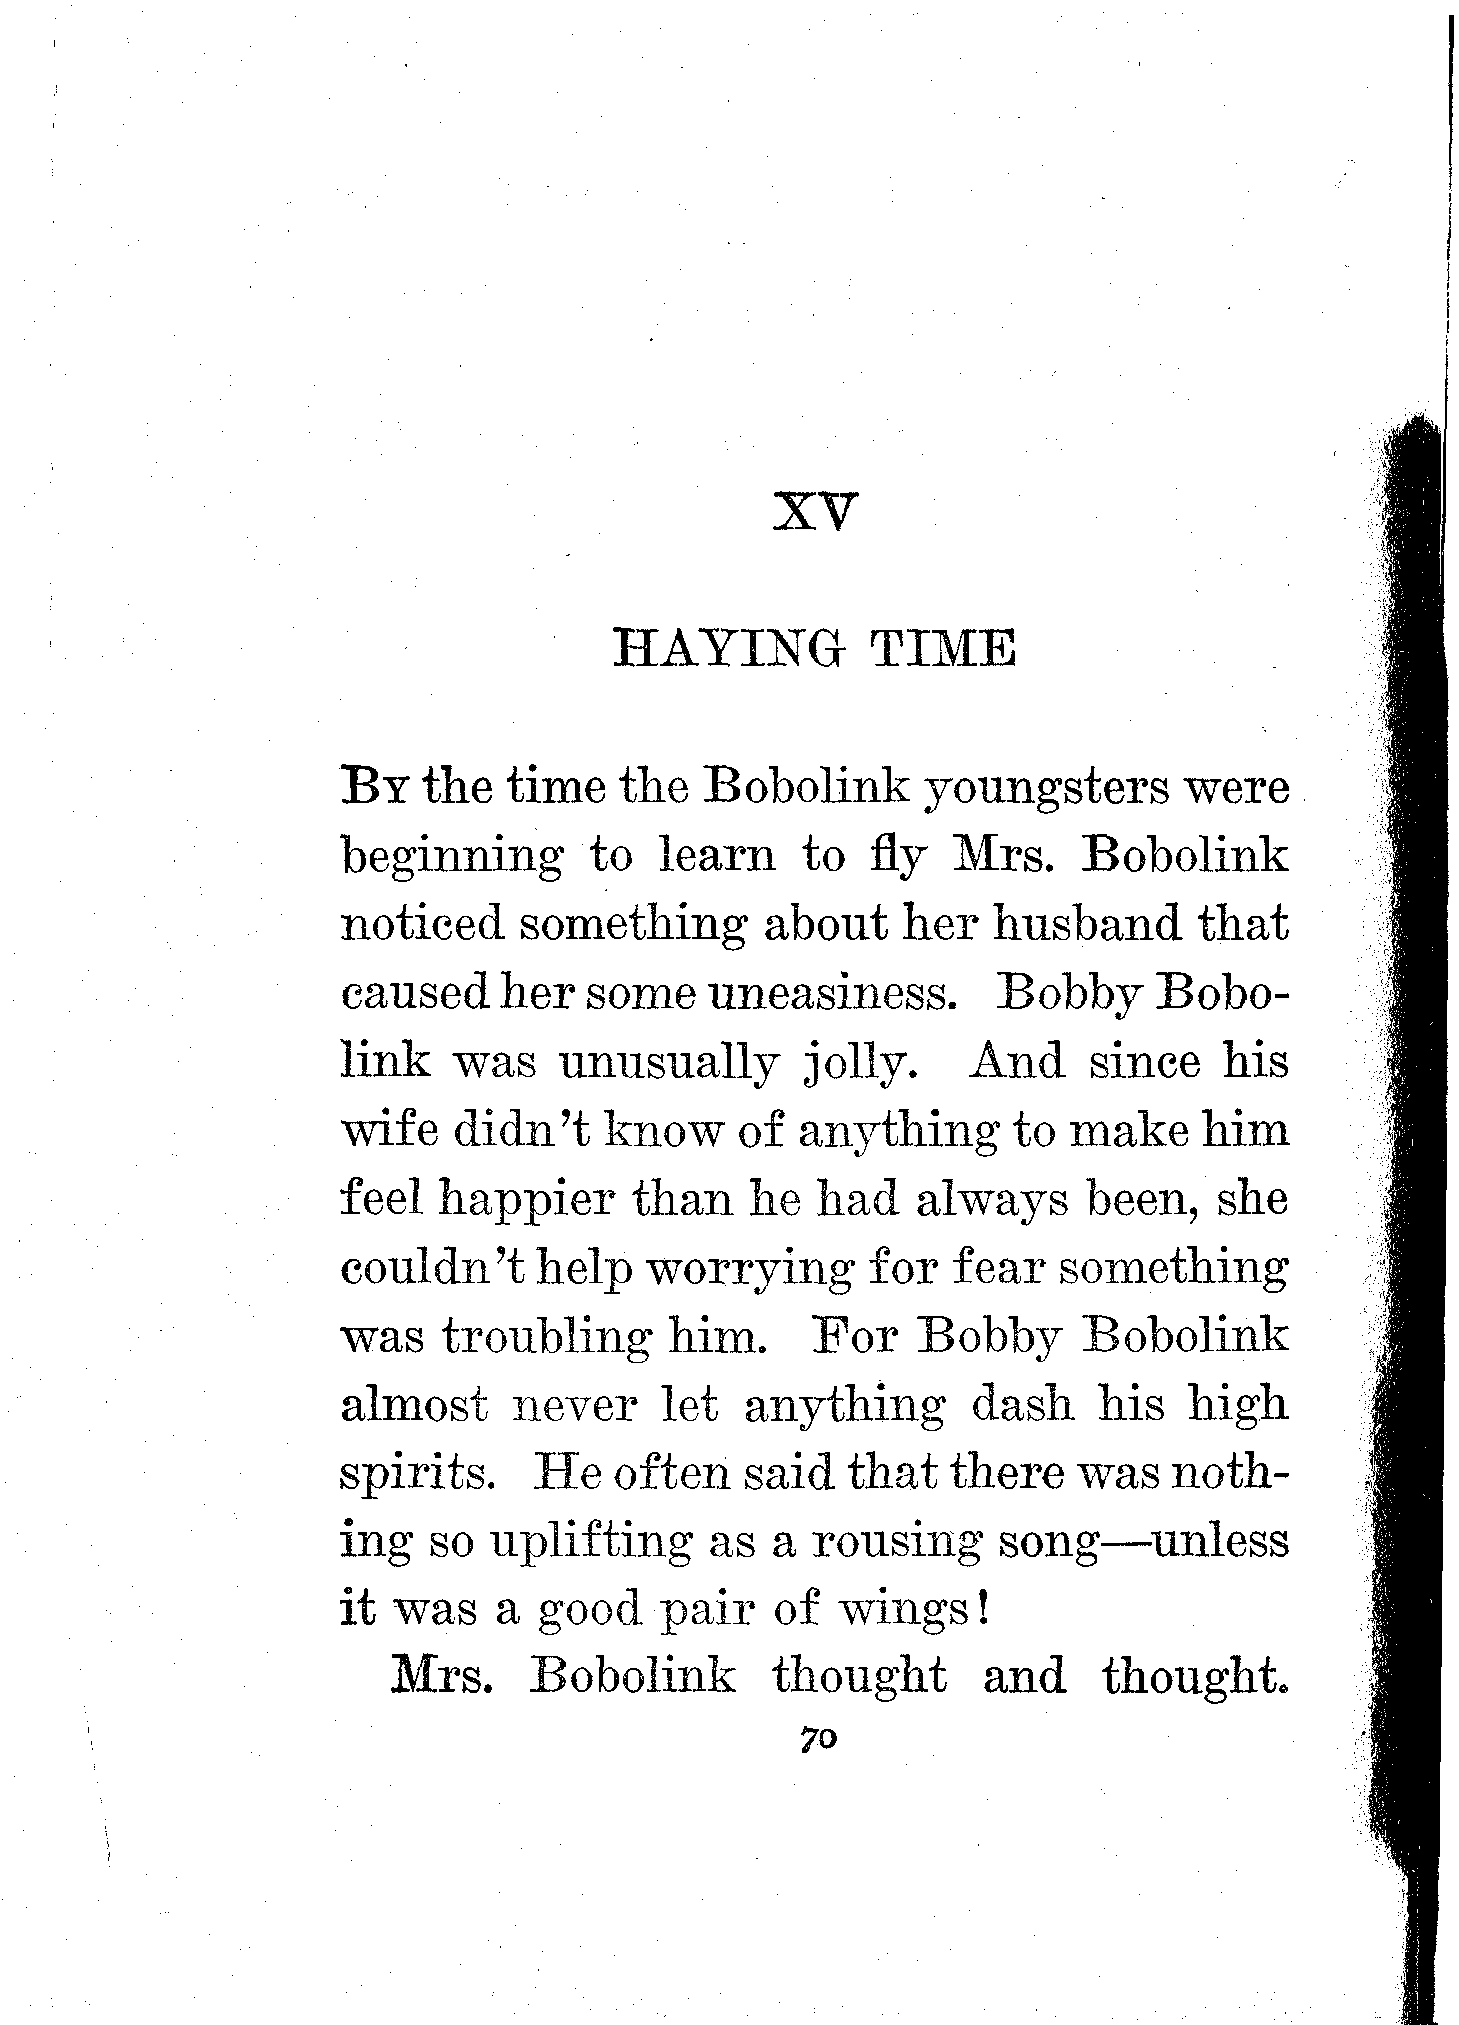 XV
HAYING TIME
By the time the Bobolink youngsters were
beginning to learn to fly Mrs. Bobolink
noticed something about her husband that
caused her some uneasiness. Bobby Bobo-
link was unusually jolly. And since his
wife didn't know of anything to make him
feel happier than he had always been, she
couldn't help worrying for fear something
was troubling him. For Bobby Bobolink
almost never let anything dash his high
spirits. He often said that there was noth-
ing so uplifting as a rousing song—unless
it was a good pair of wings!
Mrs. Bobolink thought and thought.
70